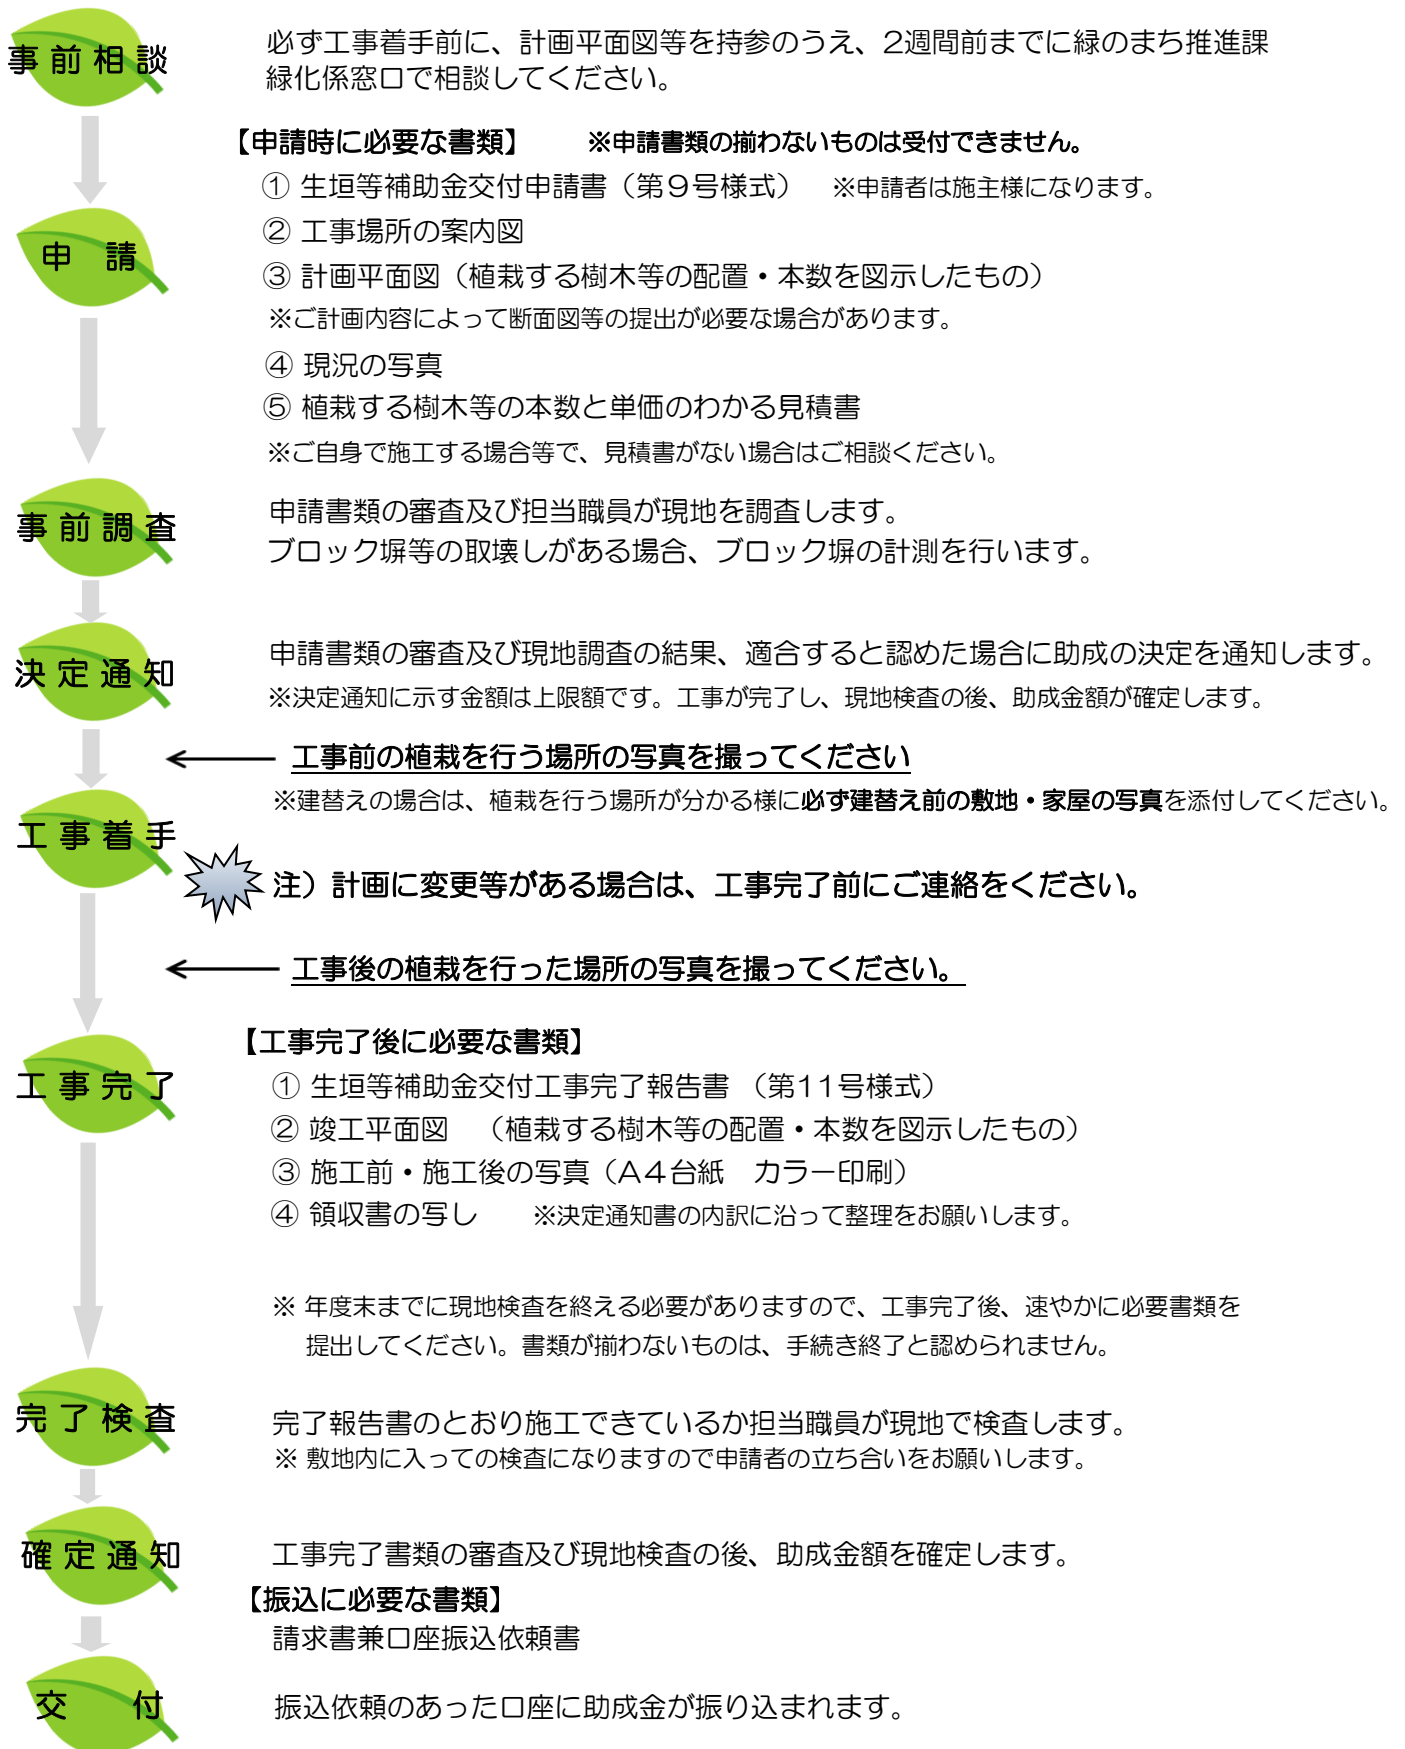 事前相談
必ず工事着手前に、計画平面図等を持参のうえ、2週間前までに緑のまち推進課
緑化係窓口で相談してください。
【申請時に必要な書類】　※申請書類の揃わないものは受付できません。
① 生垣等補助金交付申請書（第９号様式）　※申請者は施主様になります。
② 工事場所の案内図
申　請
③ 計画平面図（植栽する樹木等の配置・本数を図示したもの）
※ご計画内容によって断面図等の提出が必要な場合があります。
④ 現況の写真
⑤ 植栽する樹木等の本数と単価のわかる見積書
※ご自身で施工する場合等で、見積書がない場合はご相談ください。
事前調査
申請書類の審査及び担当職員が現地を調査します。
ブロック塀等の取壊しがある場合、ブロック塀の計測を行います。
決定通知
申請書類の審査及び現地調査の結果、適合すると認めた場合に助成の決定を通知します。
※決定通知に示す金額は上限額です。工事が完了し、現地検査の後、助成金額が確定します。
工事前の植栽を行う場所の写真を撮ってください
※建替えの場合は、植栽を行う場所が分かる様に必ず建替え前の敷地・家屋の写真を添付してください。
工事着手
注）計画に変更等がある場合は、工事完了前にご連絡をください。
工事後の植栽を行った場所の写真を撮ってください。
【工事完了後に必要な書類】
工事完了
① 生垣等補助金交付工事完了報告書 （第11号様式）
② 竣工平面図　（植栽する樹木等の配置・本数を図示したもの）
③ 施工前・施工後の写真（A４台紙　カラー印刷）
④ 領収書の写し　　※決定通知書の内訳に沿って整理をお願いします。
※ 年度末までに現地検査を終える必要がありますので、工事完了後、速やかに必要書類を
提出してください。書類が揃わないものは、手続き終了と認められません。
完了検査
完了報告書のとおり施工できているか担当職員が現地で検査します。
※ 敷地内に入っての検査になりますので申請者の立ち合いをお願いします。
確定通知
工事完了書類の審査及び現地検査の後、助成金額を確定します。
【振込に必要な書類】
請求書兼口座振込依頼書
交　付
振込依頼のあった口座に助成金が振り込まれます。